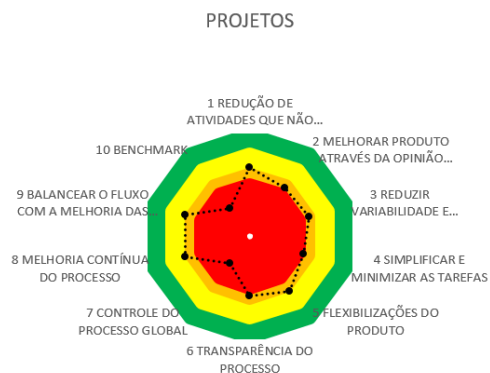 PROJETOS
1 REDUÇÃO DE
ATIVIDADES QUE NÃO...
2 MELHORAR PRODUTO
ATRAVÉS DA OPINIÃO...
3 REDUZIR
VARIABILIDADE E...
4 SIMPLIFICAR E
MINIMIZAR AS TAREFAS
5 FLEXIBILIZAÇÕES DO
PRODUTO
6 TRANSPARÊNCIA DO
PROCESSO
7 CONTROLE DO
PROCESSO GLOBAL
8 MELHORIA CONTÍNUA
DO PROCESSO
9 BALANCEAR O FLUXO
COM A MELHORIA DAS...
10 BENCHMARK